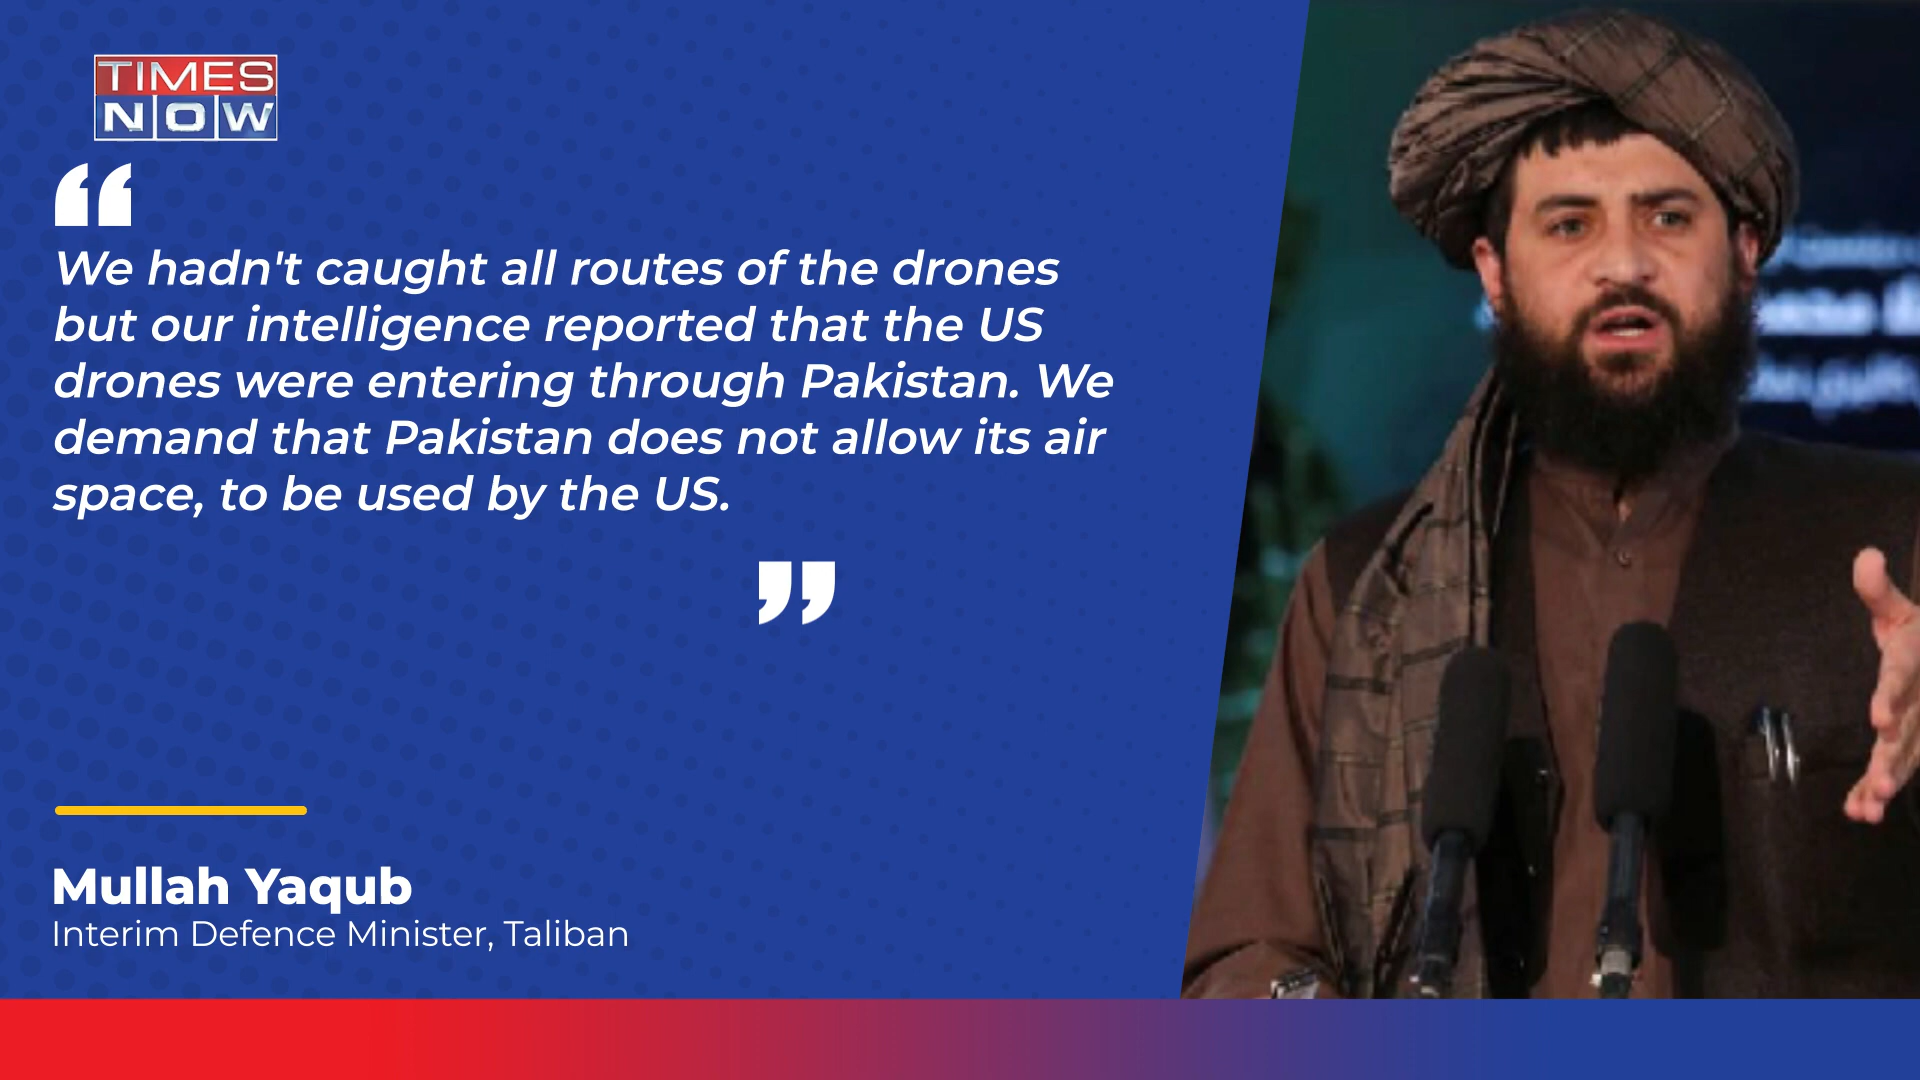 TIMES
NOW
“
We hadn't caught all routes of the drones
but our intelligence reported that the US
drones were entering through Pakistan. We
demand that Pakistan does not allow its air
space, to be used by the US.
”
Mullah Yaqub
Interim Defence Minister, Taliban